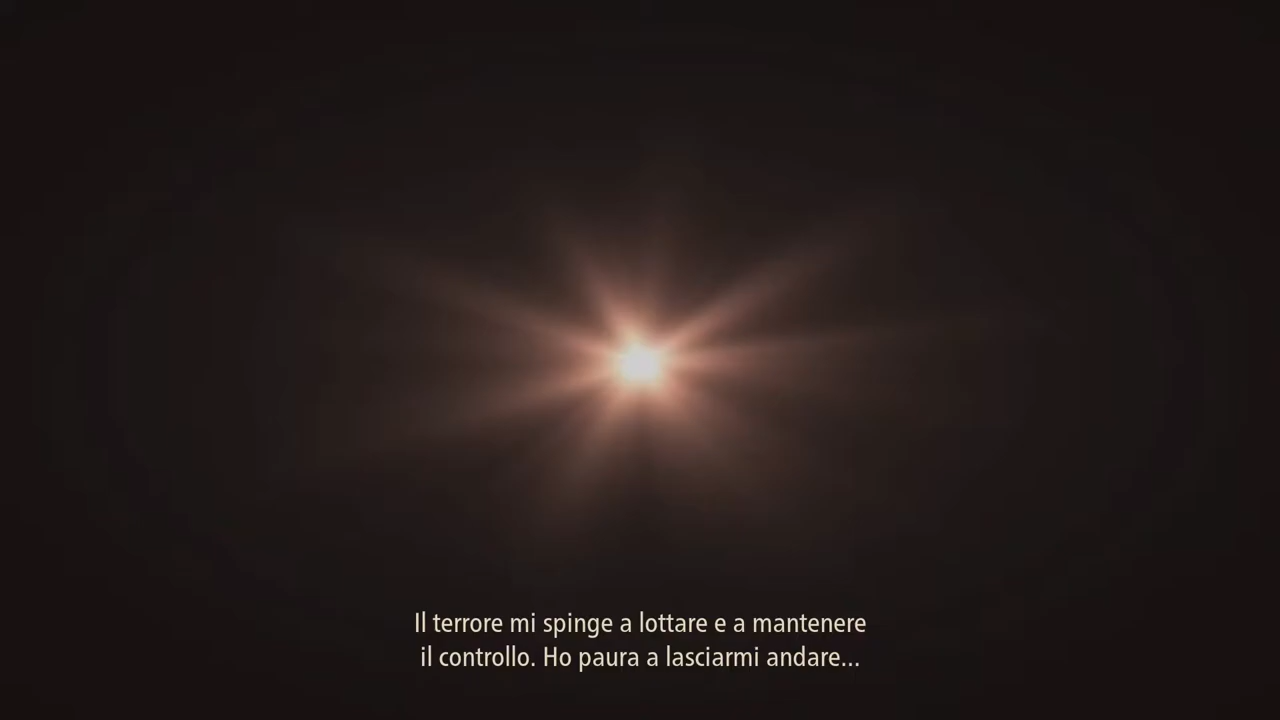 Il terrore mi spinge a lottare e a mantenere
il controllo. Ho paura a lasciarmi andare...